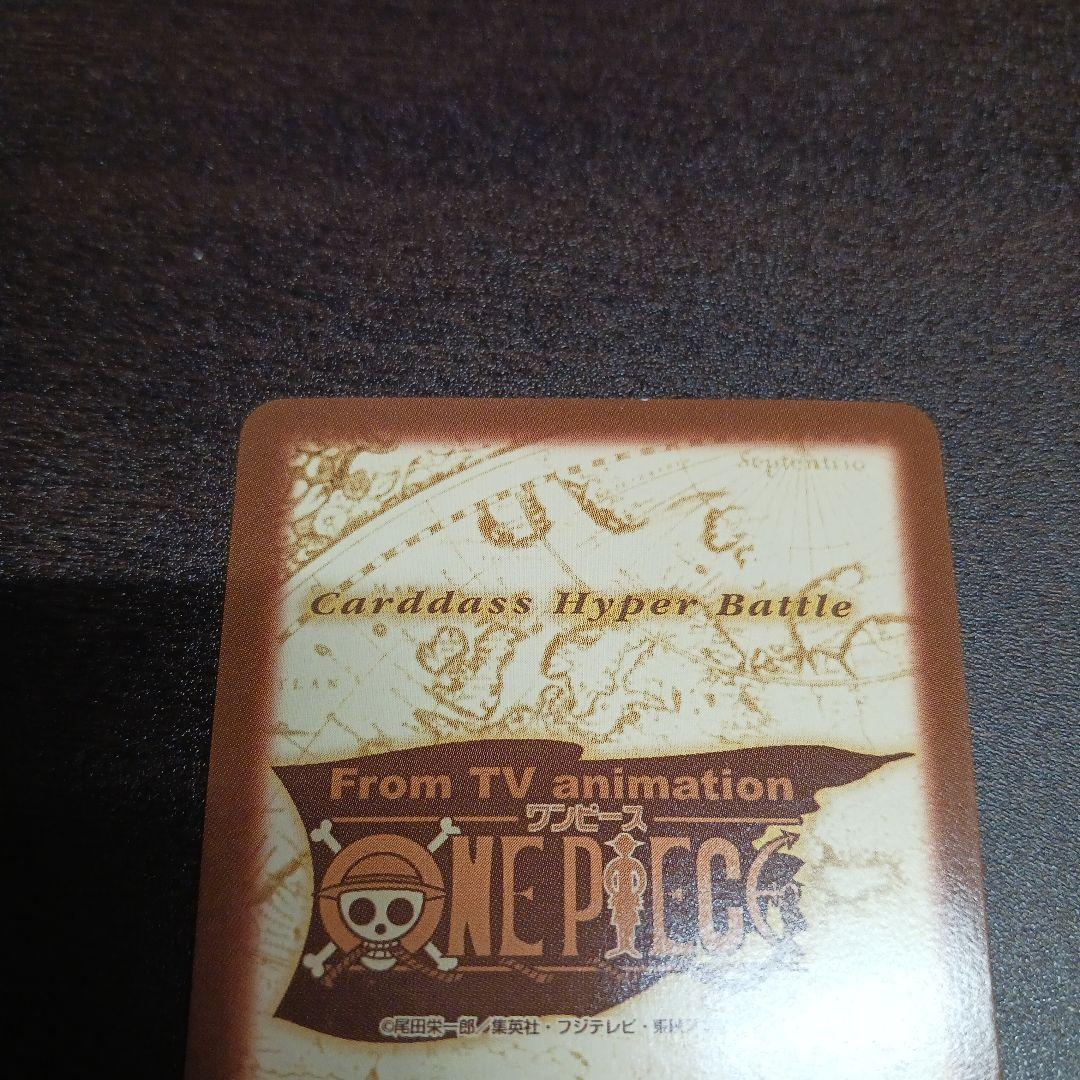 Septentrio
Carddass Hyper Battle
From TV animation
ワンピース
ONE PIECE
©尾田栄一郎／集英社・フジテレビ・東映